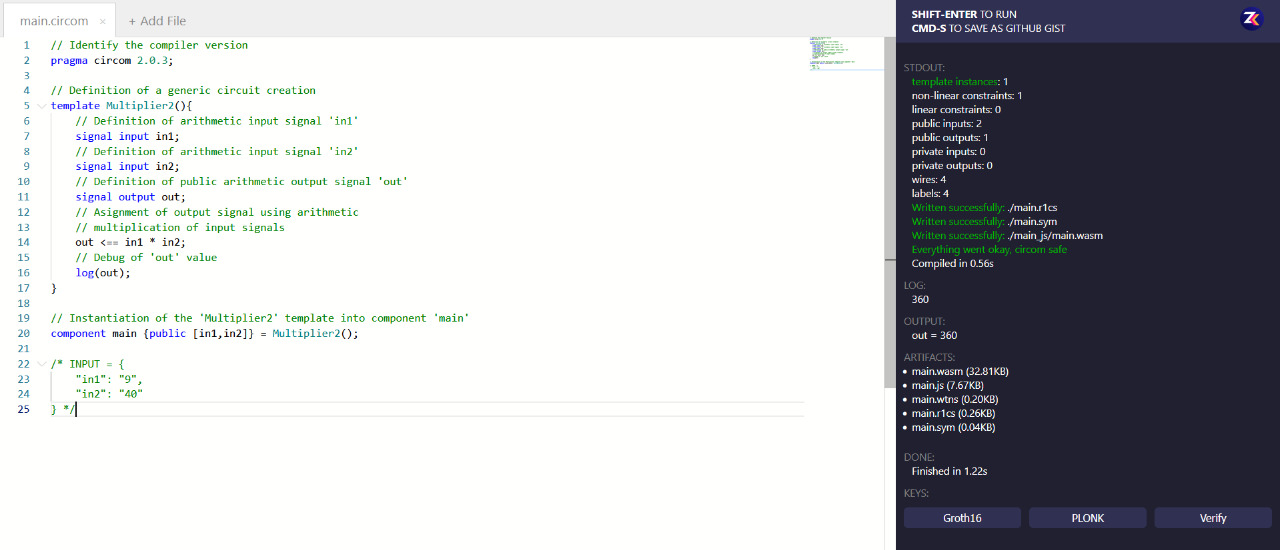 main.circom × + Add File
1 // Identify the compiler version
2 pragma circom 2.0.3;
3
4 // Definition of a generic circuit creation
5 template Multiplier2(){
6 // Definition of arithmetic input signal 'in1'
7 signal input in1;
8 // Definition of arithmetic input signal 'in2'
9 signal input in2;
10 // Definition of public arithmetic output signal 'out'
11 signal output out;
12 // Asignment of output signal using arithmetic
13 // multiplication of input signals
14 out <== in1 * in2;
15 // Debug of 'out' value
16 log(out);
17 }
18
19 // Instantiation of the 'Multiplier2' template into component 'main'
20 component main {public [in1,in2]} = Multiplier2();
21
22 /* INPUT = {
23 "in1": "9",
24 "in2": "40"
25 } */
SHIFT-ENTER TO RUN
CMD-S TO SAVE AS GITHUB GIST
STDOUT:
template instances: 1
non-linear constraints: 1
linear constraints: 0
public inputs: 2
public outputs: 1
private inputs: 0
private outputs: 0
wires: 4
labels: 4
Written successfully: ./main.r1cs
Written successfully: ./main.sym
Written successfully: ./main_js/main.wasm
Everything went okay, circom safe
Compiled in 0.56s
LOG:
360
OUTPUT:
out = 360
ARTIFACTS:
• main.wasm (32.81KB)
• main.js (7.67KB)
• main.wtns (0.20KB)
• main.r1cs (0.26KB)
• main.sym (0.04KB)
DONE:
Finished in 1.22s
KEYS:
Groth16 PLONK Verify